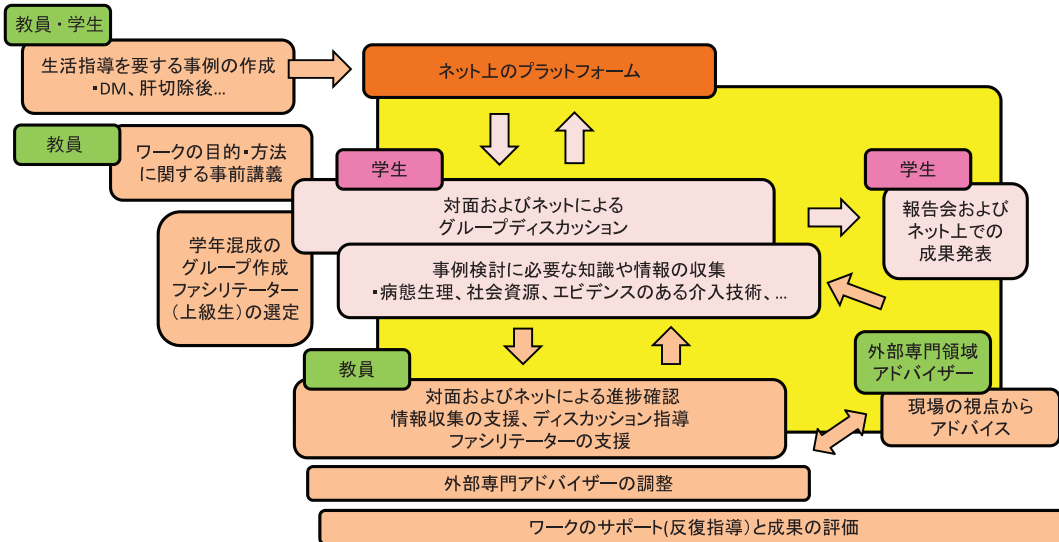 教員・学生
生活指導を要する事例の作成
・DM、肝切除後…
ネット上のプラットフォーム
教員
ワークの目的・方法
に関する事前講義
学年混成の
グループ作成
ファシリテーター
（上級生）の選定
学生
対面およびネットによる
グループディスカッション
事例検討に必要な知識や情報の収集
・病態生理、社会資源、エビデンスのある介入技術、…
学生
報告会および
ネット上での
成果発表
教員
対面およびネットによる進捗確認
情報収集の支援、ディスカッション指導
ファシリテーターの支援
外部専門領域
アドバイザー
現場の視点から
アドバイス
外部専門アドバイザーの調整
ワークのサポート(反復指導)と成果の評価